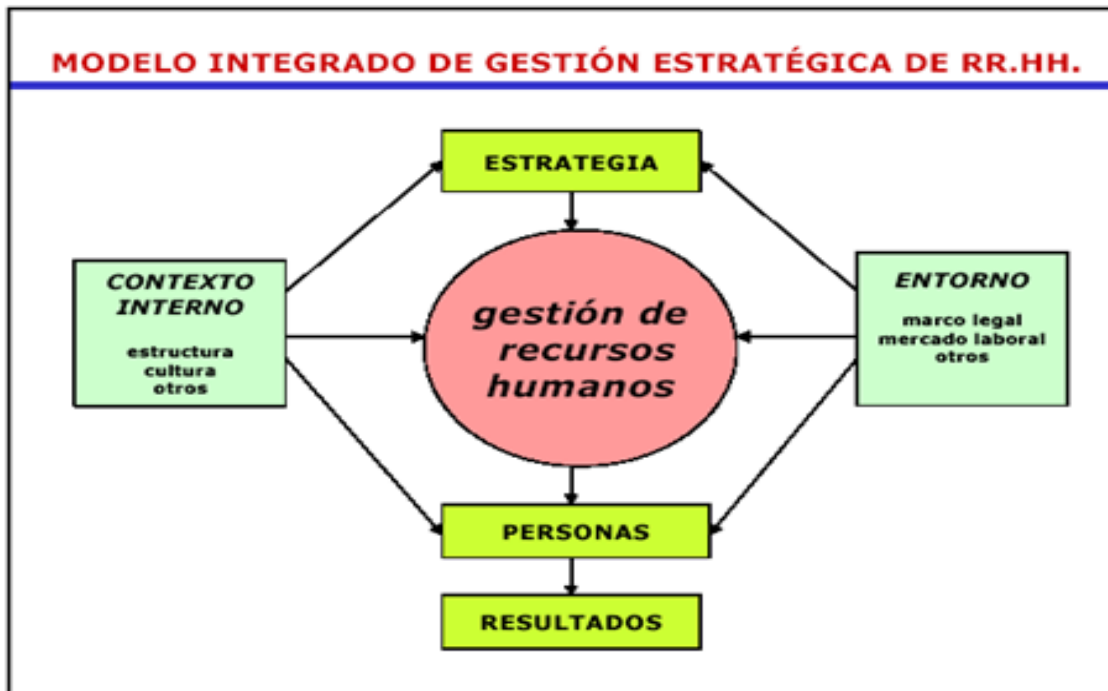 MODELO INTEGRADO DE GESTIÓN ESTRATÉGICA DE RR.HH.
ESTRATEGIA
CONTEXTO
INTERNO
estructura
cultura
otros
gestión de
recursos
humanos
ENTORNO
marco legal
mercado laboral
otros
PERSONAS
RESULTADOS